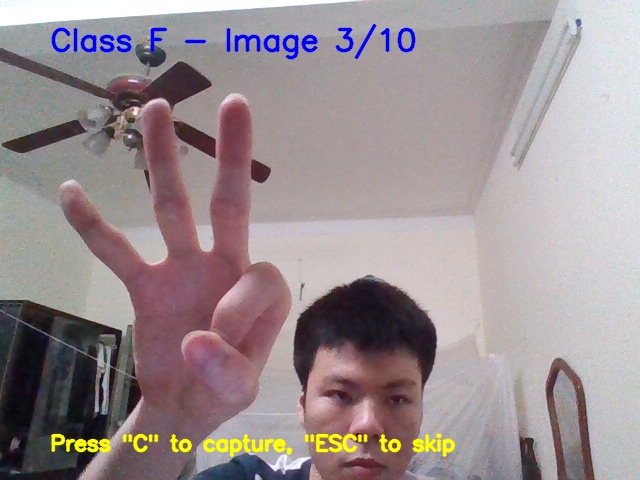 Class F - Image 3/10
Press "C" to capture, "ESC" to skip